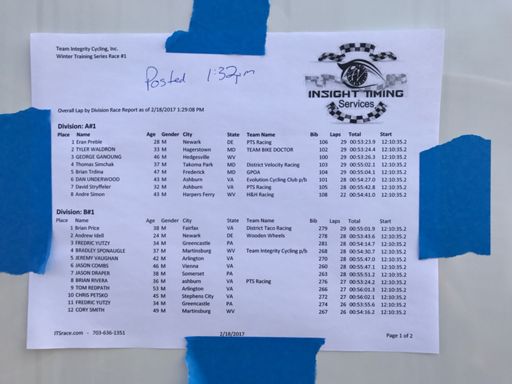 Team Integrity Cycling, Inc.
Winter Training Series Race #1
Posted 1:32pm
INSIGHT TIMING
Services
Overall Lap by Division Race Report as of 2/18/2017 1:29:08 PM
Division: A#1
Place Name Age Gender City State Team Name Bib Laps Total Start
1 Eran Preble 28 M Newark DE PTS Racing 106 29 00:53:23.9 12:10:35.2
2 TYLER WALDRON 33 M Hagerstown MD TEAM BIKE DOCTOR 102 29 00:53:24.4 12:10:35.2
3 GEORGE GANOUNG 46 M Hedgesville WV 100 29 00:53:26.3 12:10:35.2
4 Thomas Simchak 37 M Takoma Park MD District Velocity Racing 103 29 00:55:02.1 12:10:35.2
5 Brian Trdina 47 M Frederick MD GPOA 104 29 00:55:04.1 12:10:35.2
6 DAN UNDERWOOD 43 M Ashburn VA Evolution Cycling Club p/b 101 28 00:54:27.0 12:10:35.2
7 David Stryffeler 32 M Ashburn VA PTS Racing 105 28 00:55:42.8 12:10:35.2
8 Andre Simon 43 M Harpers Ferry WV H&H Racing 108 22 00:54:41.0 12:10:35.2
Division: B#1
Place Name Age Gender City State Team Name Bib Laps Total Start
1 Brian Price 38 M Fairfax VA District Taco Racing 279 29 00:55:01.9 12:10:35.2
2 Andrew Idell 24 M Newark DE Wooden Wheels 278 28 00:53:43.6 12:10:35.2
3 FREDRIC YUTZY 34 M Greencastle PA 281 28 00:54:14.7 12:10:35.2
4 BRADLEY SPONAUGLE 37 M Martinsburg WV Team Integrity Cycling p/b 268 28 00:54:30.7 12:10:35.2
5 JEREMY VAUGHAN 42 M Arlington VA 270 28 00:55:47.0 12:10:35.2
6 JASON COMBS 46 M Vienna VA 260 28 00:55:47.1 12:10:35.2
7 JASON DRAPER 38 M Somerset PA 263 28 00:55:51.2 12:10:35.2
8 BRIAN RIVERA 36 M ashburn VA PTS Racing 276 27 00:53:24.2 12:10:35.2
9 TOM REDPATH 53 M Arlington VA 266 27 00:56:01.3 12:10:35.2
10 CHRIS PETSKO 45 M Stephens City VA 272 27 00:56:02.1 12:10:35.2
11 FREDRIC YUTZY 34 M Greencastle PA 274 26 00:53:55.6 12:10:35.2
12 CORY SMITH 49 M Martinsburg WV 267 26 00:54:16.2 12:10:35.2
JTSrace.com - 703-636-1351 2/18/2017 Page 1 of 2